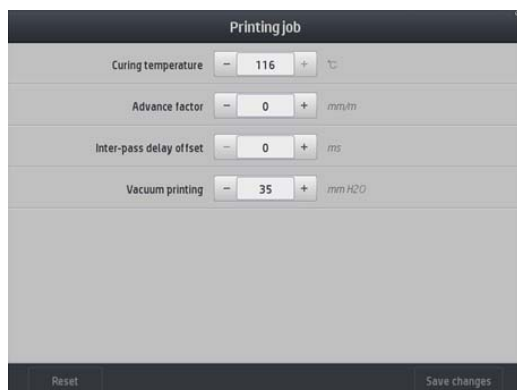 Printing job
Curing temperature - 116 + °C
Advance factor - 0 + mm/m
Inter-pass delay offset - 0 + ms
Vacuum printing - 35 + mm H2O
Reset Save changes